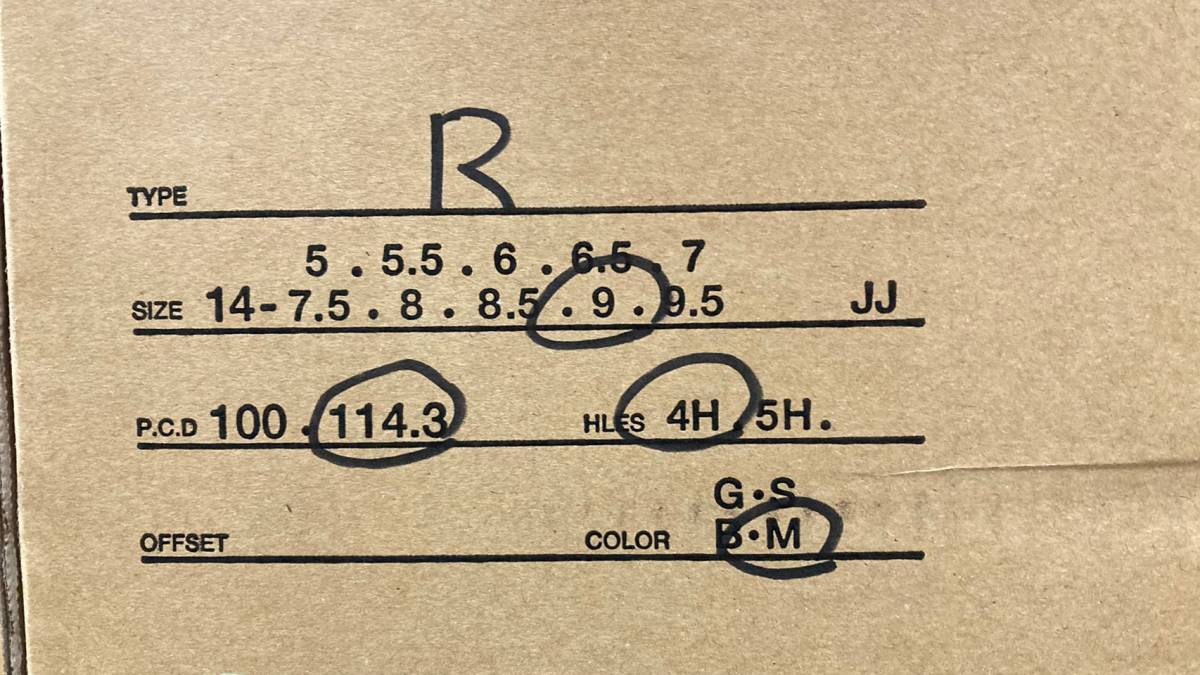 TYPE R
5 . 5.5 . 6 . 6.5 . 7
SIZE 14- 7.5 . 8 . 8.5 . 9 . 9.5 JJ
P.C.D 100 . 114.3 HLES 4H . 5H .
G・S
OFFSET COLOR B・M